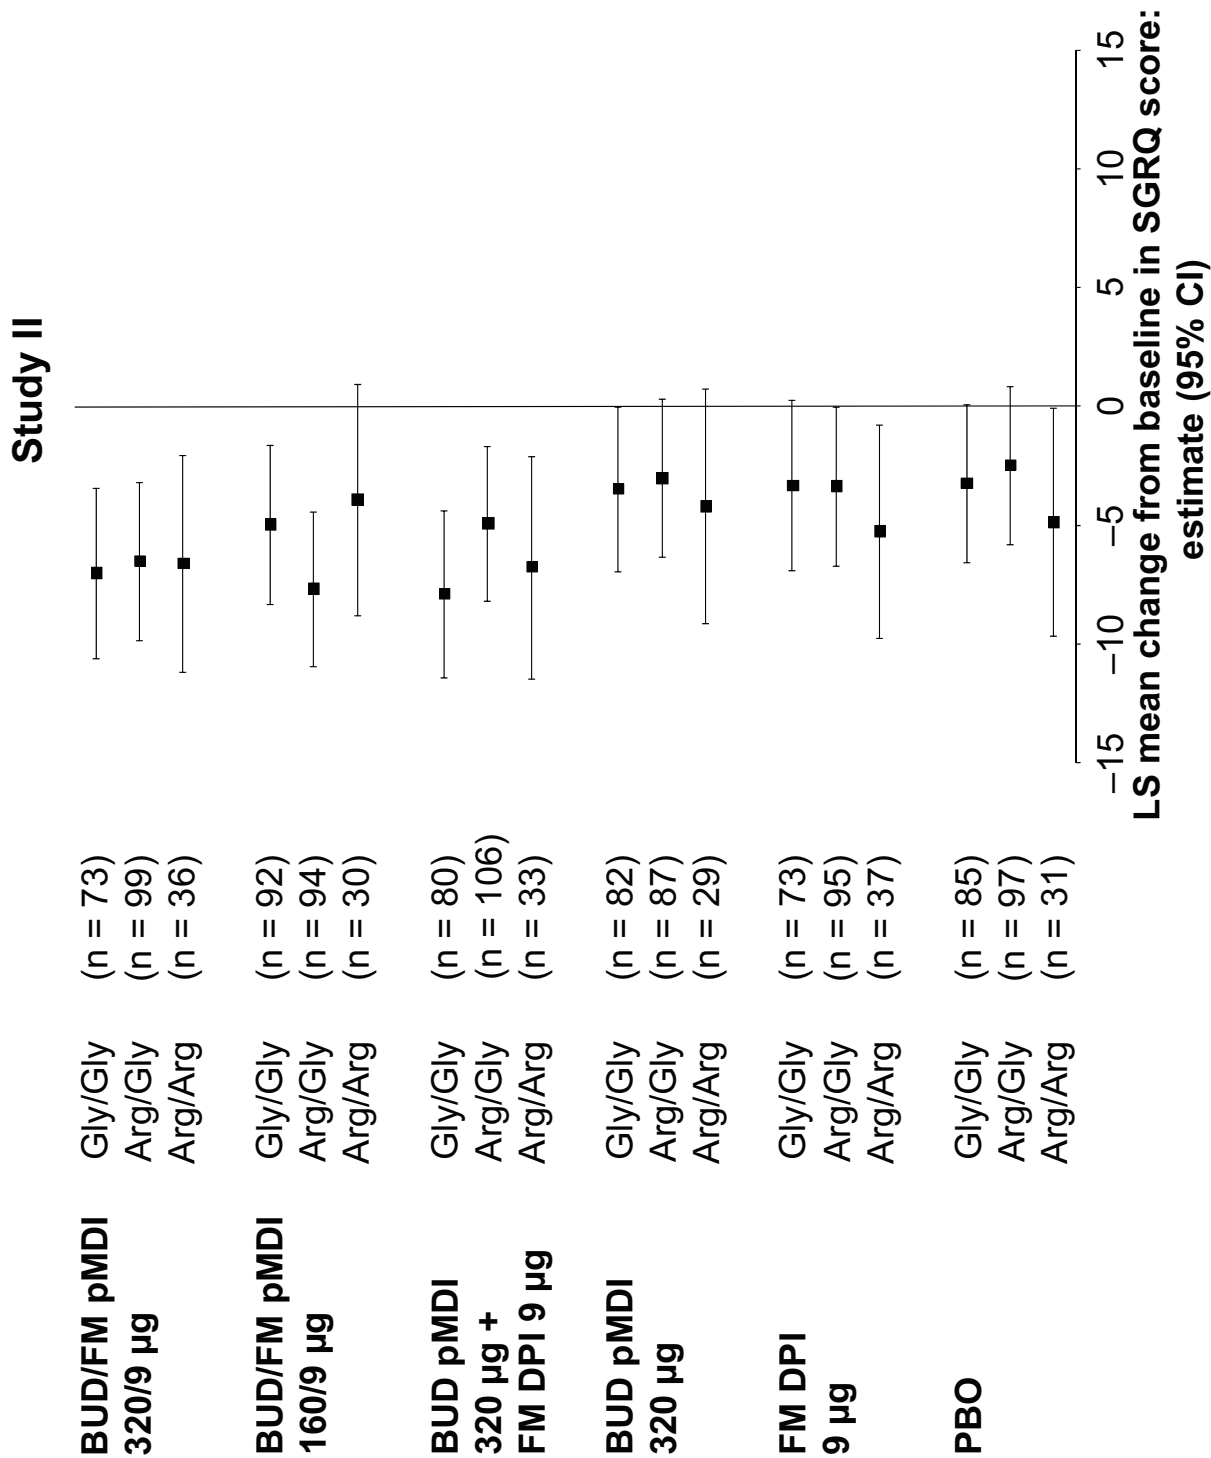 Study II
BUD/FM pMDI
320/9 µg
Gly/Gly (n = 73)
Arg/Gly (n = 99)
Arg/Arg (n = 36)
BUD/FM pMDI
160/9 µg
Gly/Gly (n = 92)
Arg/Gly (n = 94)
Arg/Arg (n = 30)
BUD pMDI
320 µg +
FM DPI 9 µg
Gly/Gly (n = 80)
Arg/Gly (n = 106)
Arg/Arg (n = 33)
BUD pMDI
320 µg
Gly/Gly (n = 82)
Arg/Gly (n = 87)
Arg/Arg (n = 29)
FM DPI
9 µg
Gly/Gly (n = 73)
Arg/Gly (n = 95)
Arg/Arg (n = 37)
PBO
Gly/Gly (n = 85)
Arg/Gly (n = 97)
Arg/Arg (n = 31)
−15 −10 −5 0 5 10 15
LS mean change from baseline in SGRQ score:
estimate (95% CI)